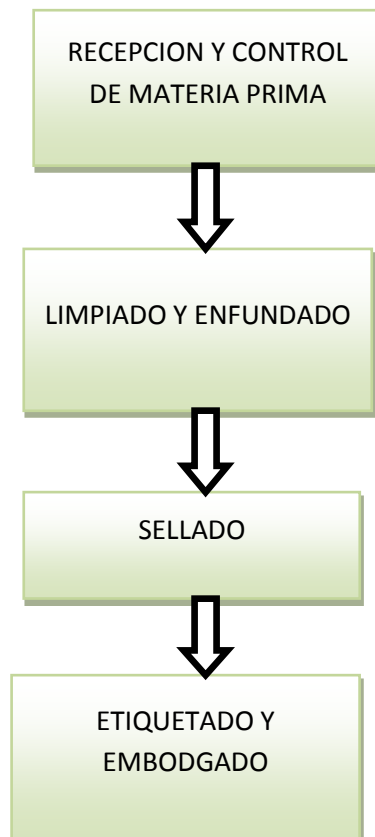 RECEPCION Y CONTROL
DE MATERIA PRIMA
LIMPIADO Y ENFUNDADO
SELLADO
ETIQUETADO Y
EMBODGADO